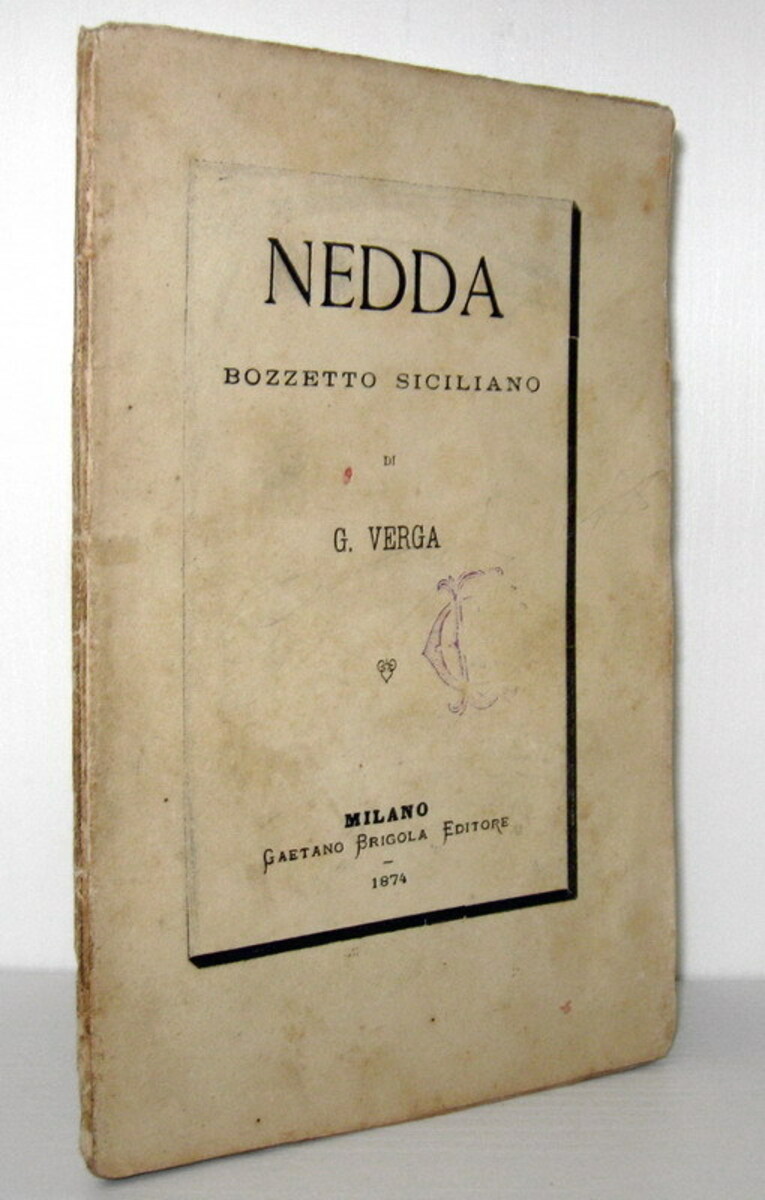 NEDDA
BOZZETTO SICILIANO
DI
G. VERGA
MILANO
GAETANO BRIGOLA EDITORE
1874